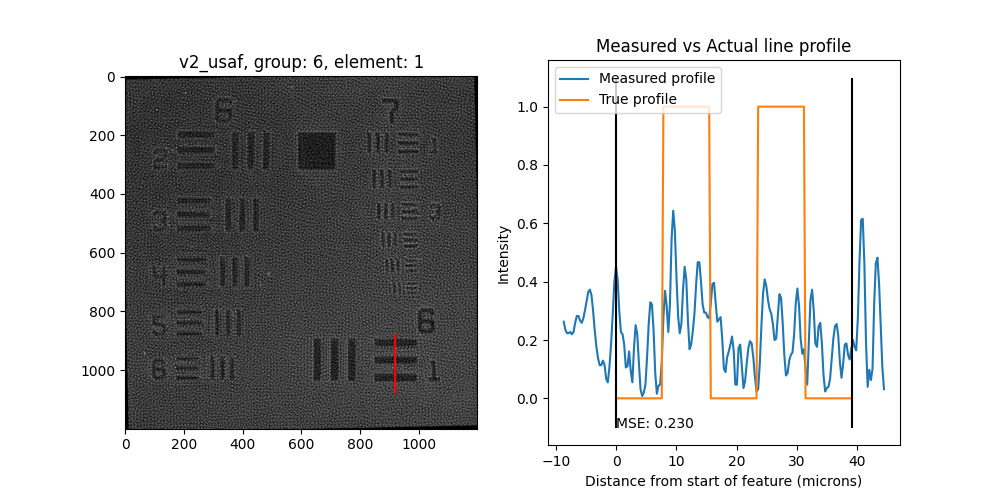 v2_usaf, group: 6, element: 1
0
200
400
600
800
1000
0 200 400 600 800 1000
6 7
2 1
3 3
4
5 6
6 1
Measured vs Actual line profile
Measured profile
True profile
1.0
0.8
0.6
0.4
0.2
0.0
Intensity
MSE: 0.230
−10 0 10 20 30 40
Distance from start of feature (microns)